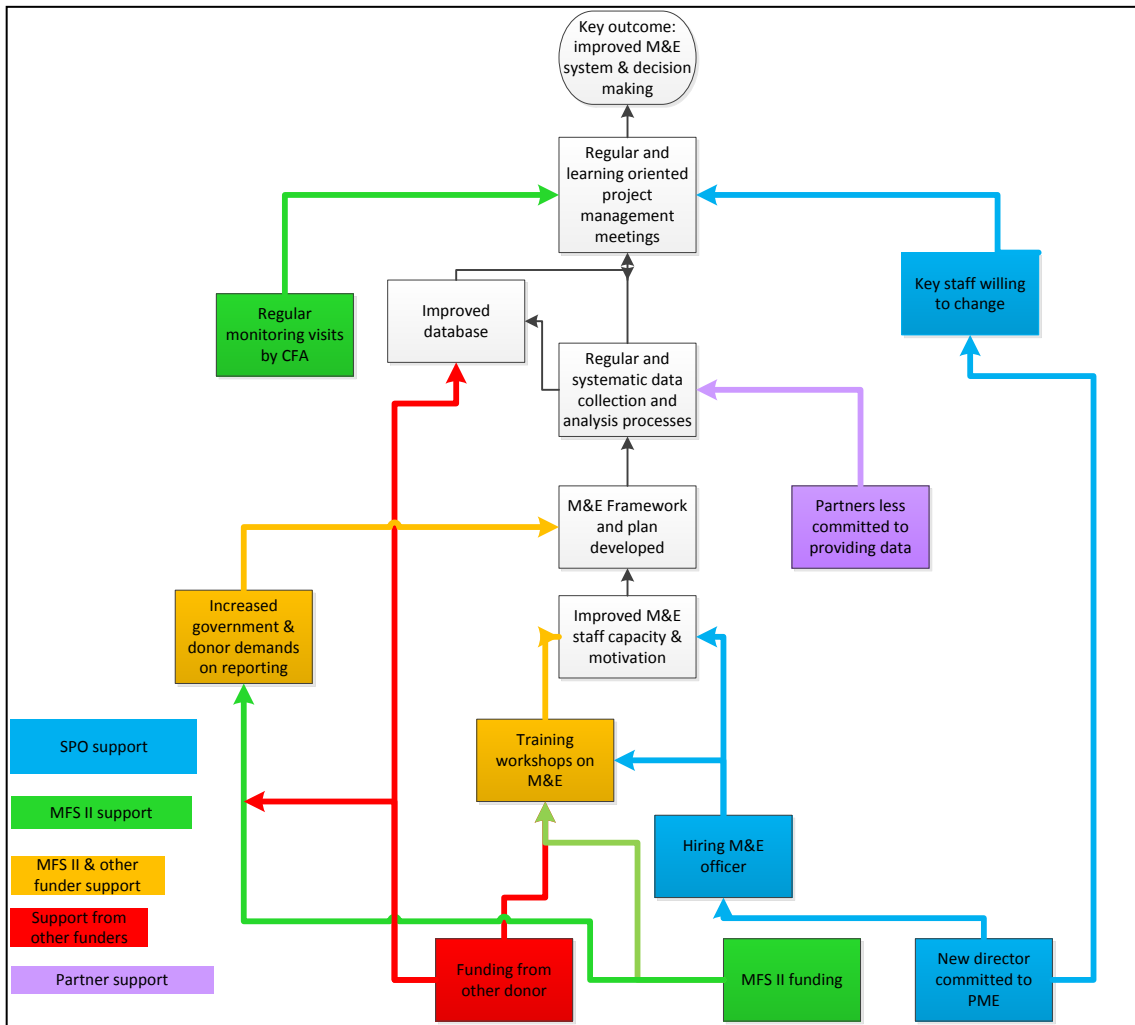 Key outcome:
improved M&E
system & decision
making
Regular and
learning oriented
project
management
meetings
Key staff willing
to change
Improved
database
Regular
monitoring visits
by CFA
Regular and
systematic data
collection and
analysis processes
M&E Framework
and plan
developed
Partners less
committed to
providing data
Increased
government &
donor demands
on reporting
Improved M&E
staff capacity &
motivation
SPO support
Training
workshops on
M&E
MFS II support
Hiring M&E
officer
MFS II & other
funder support
Support from
other funders
Partner support
Funding from
other donor
MFS II funding
New director
committed to
PME